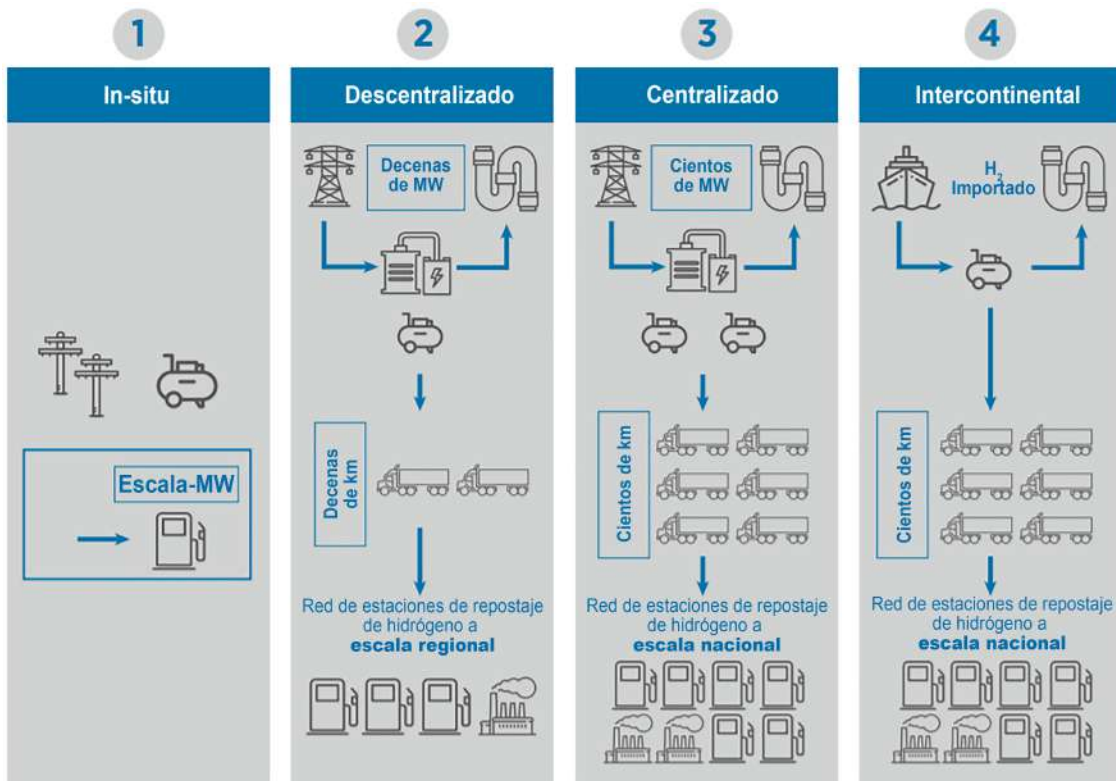 1
In-situ
Escala-MW
2
Descentralizado
Decenas
de MW
Decenas
de km
Red de estaciones de repostaje
de hidrógeno a
escala regional
3
Centralizado
Cientos
de MW
Cientos de km
Red de estaciones de repostaje
de hidrógeno a
escala nacional
4
Intercontinental
H₂
Importado
Cientos de km
Red de estaciones de repostaje
de hidrógeno a
escala nacional